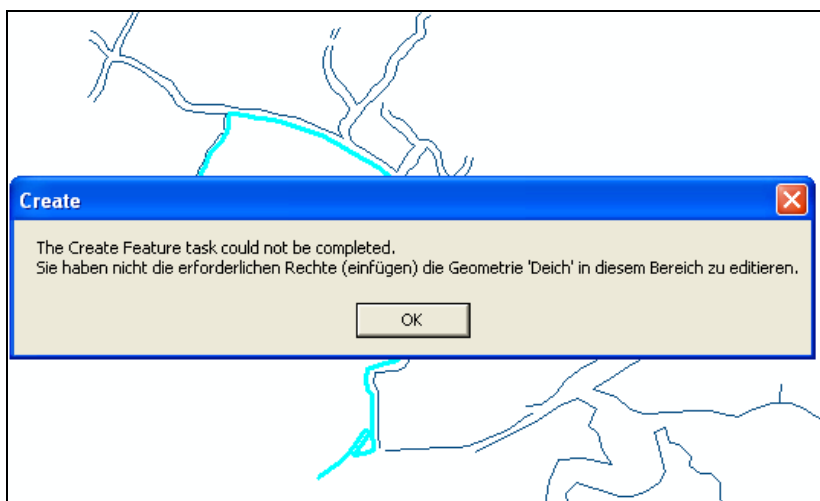 Create
The Create Feature task could not be completed.
Sie haben nicht die erforderlichen Rechte (einfügen) die Geometrie 'Deich' in diesem Bereich zu editieren.
OK